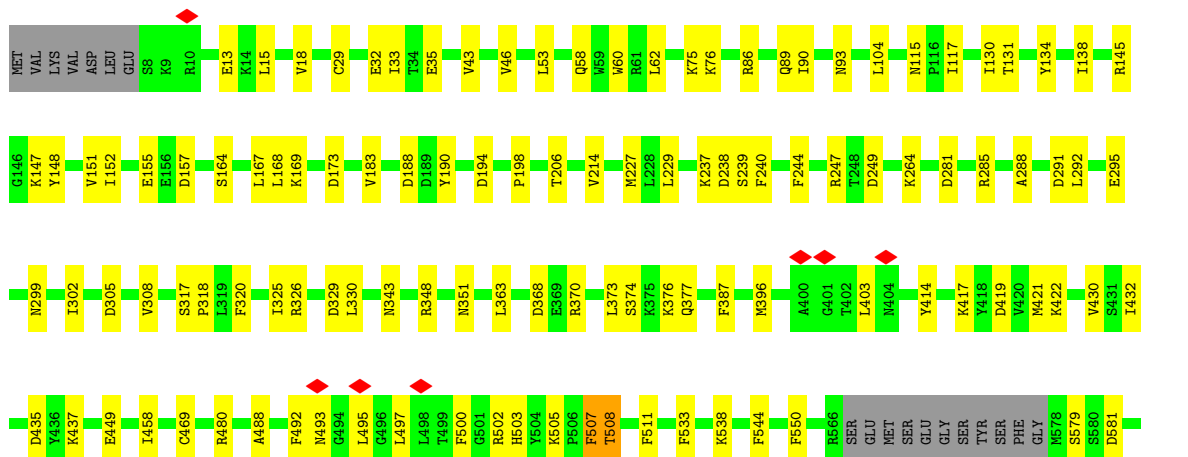 MET VAL LYS VAL ASP LEU GLU S8 K9 R10 E13 K14 L15 V18 C29 E32 I33 T34 E35 V43 V46 L53 Q58 W59 W60 R61 L62 K75 K76 R86 Q89 I90 N93 L104 N115 P116 I117 I130 T131 Y134 I138 R145
G146 K147 Y148 V151 I152 E155 E156 D157 S164 L167 L168 K169 D173 V183 D188 D189 Y190 D194 P198 T206 V214 M227 L228 L229 K237 D238 S239 F240 F244 R247 T248 D249 K264 D281 R285 A288 D291 L292 E295
N299 I302 D305 V308 S317 P318 L319 F320 I325 R326 D329 L330 N343 R348 N351 L363 D368 E369 R370 L373 S374 K375 K376 Q377 F387 M396 A400 G401 T402 L403 N404 Y414 K417 Y418 D419 V420 M421 K422 V430 S431 I432
D435 Y436 K437 E449 I458 C469 R480 A488 F492 N493 G494 L495 G496 L497 L498 T499 F500 G501 R502 H503 Y504 K505 P506 F507 T508 F511 F533 K538 F544 F550 R566 SER GLU MET SER GLU GLY SER TYR SER PHE GLY M578 S579 S580 D581